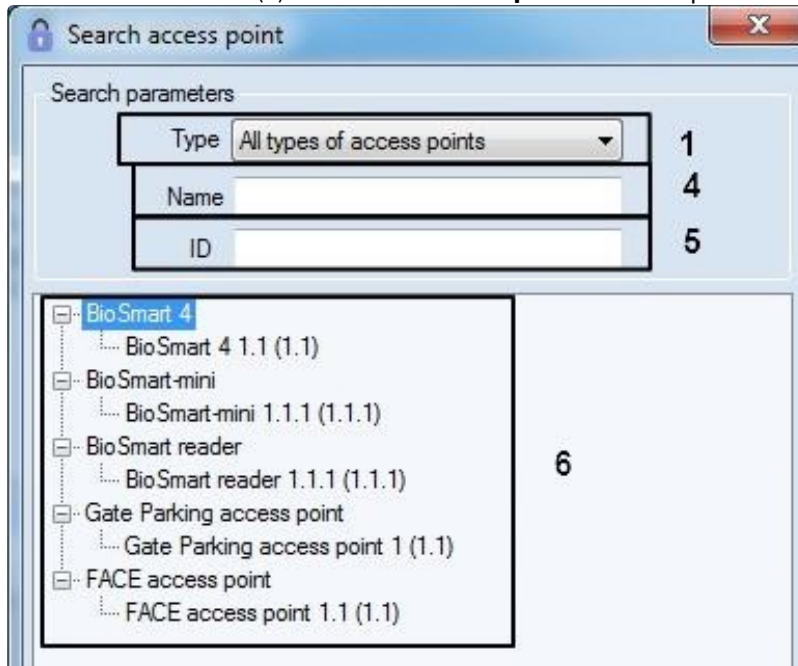 Search access point
Search parameters
Type All types of access points 1
Name 4
ID 5
BioSmart 4
BioSmart 4 1.1 (1.1)
BioSmart-mini
BioSmart-mini 1.1.1 (1.1.1)
BioSmart reader
BioSmart reader 1.1.1 (1.1.1)
6
Gate Parking access point
Gate Parking access point 1 (1.1)
FACE access point
FACE access point 1.1 (1.1)